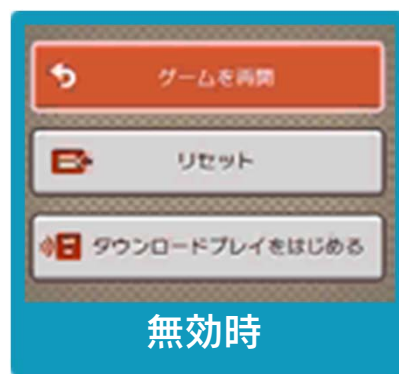 ゲームを再開
リセット
ダウンロードプレイをはじめる
無効時